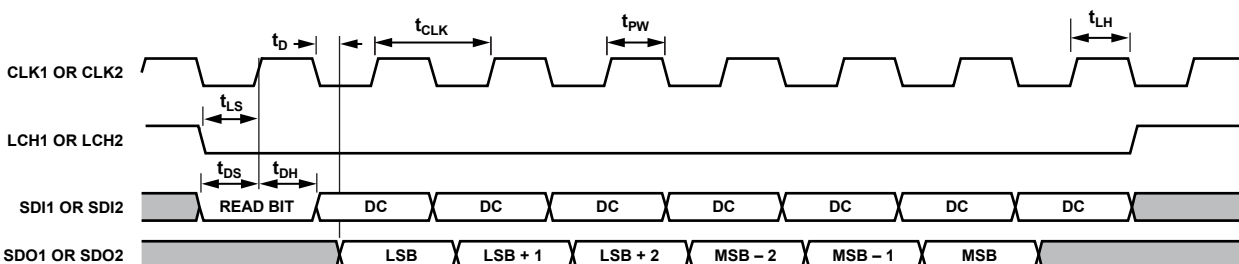 tD tCLK tPW tLH
CLK1 OR CLK2
tLS
LCH1 OR LCH2
tDS tDH
SDI1 OR SDI2 READ BIT DC DC DC DC DC DC
SDO1 OR SDO2 LSB LSB + 1 LSB + 2 MSB – 2 MSB – 1 MSB